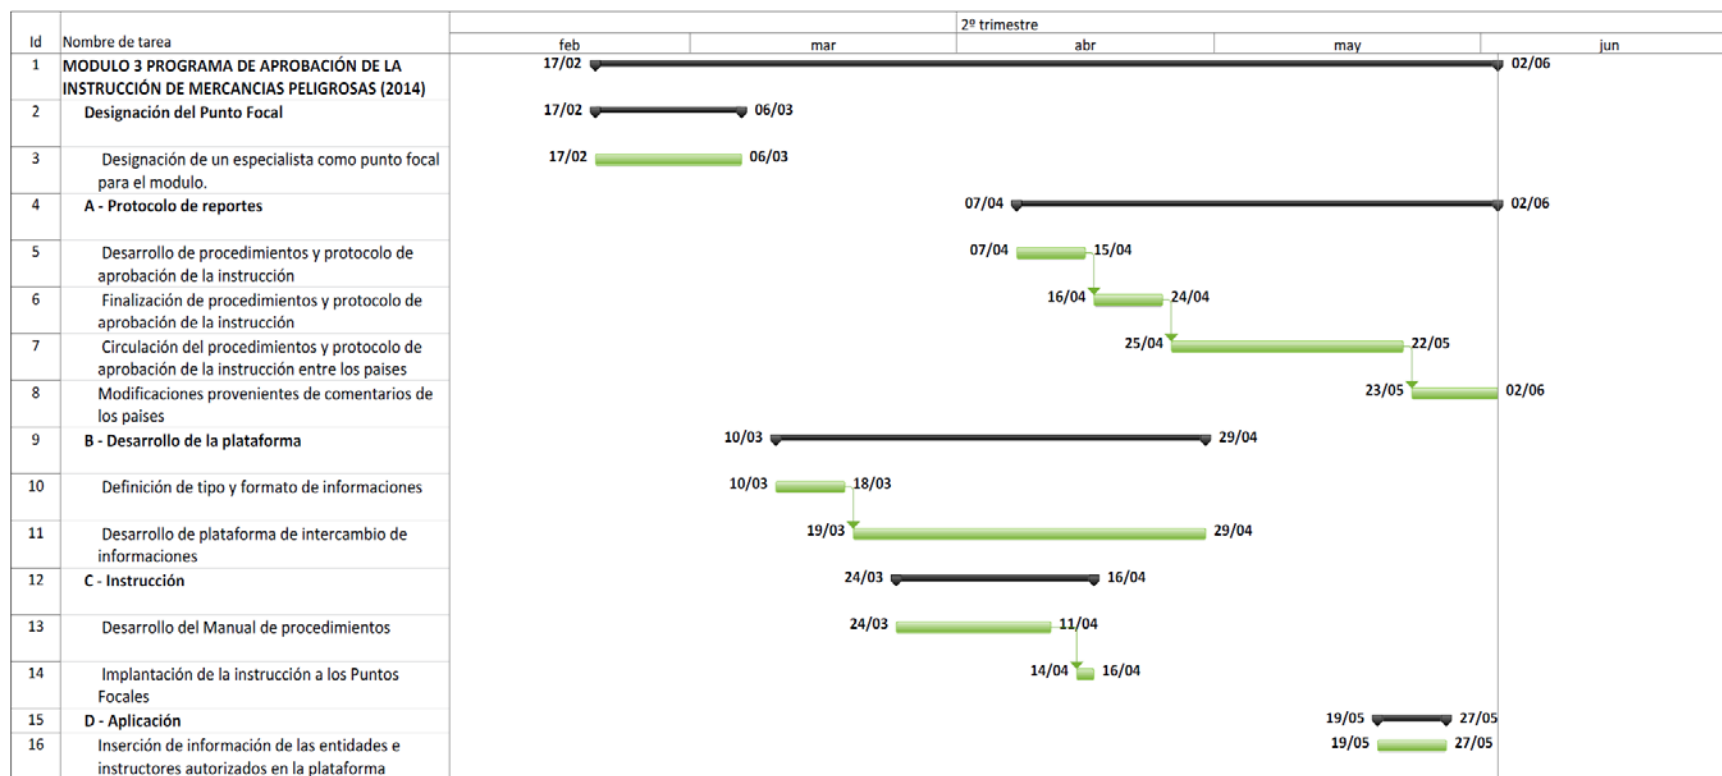 2º trimestre
Id Nombre de tarea feb mar abr may jun
1 MODULO 3 PROGRAMA DE APROBACIÓN DE LA 17/02 02/06
INSTRUCCIÓN DE MERCANCIAS PELIGROSAS (2014)
2 Designación del Punto Focal 17/02 06/03
3 Designación de un especialista como punto focal 17/02 06/03
para el modulo.
4 A - Protocolo de reportes 07/04 02/06
5 Desarrollo de procedimientos y protocolo de 07/04 15/04
aprobación de la instrucción
6 Finalización de procedimientos y protocolo de 16/04 24/04
aprobación de la instrucción
7 Circulación del procedimientos y protocolo de 25/04 22/05
aprobación de la instrucción entre los paises
8 Modificaciones provenientes de comentarios de 23/05 02/06
los paises
9 B - Desarrollo de la plataforma 10/03 29/04
10 Definición de tipo y formato de informaciones 10/03 18/03
11 Desarrollo de plataforma de intercambio de 19/03 29/04
informaciones
12 C - Instrucción 24/03 16/04
13 Desarrollo del Manual de procedimientos 24/03 11/04
14 Implantación de la instrucción a los Puntos 14/04 16/04
Focales
15 D - Aplicación 19/05 27/05
16 Inserción de información de las entidades e 19/05 27/05
instructores autorizados en la plataforma